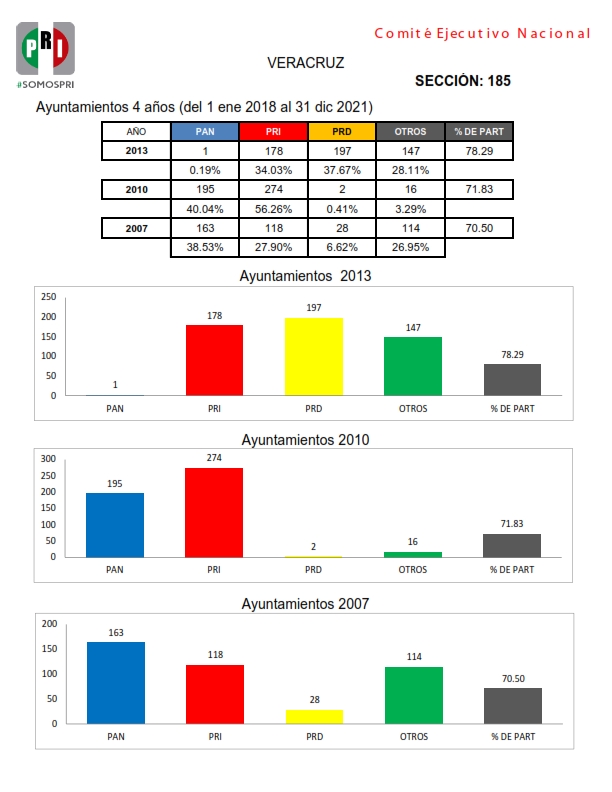 PRI
#SOMOSPRI
Comité Ejecutivo Nacional
VERACRUZ
SECCIÓN: 185
Ayuntamientos 4 años (del 1 ene 2018 al 31 dic 2021)
AÑO PAN PRI PRD OTROS % DE PART
2013 1 178 197 147 78.29
0.19% 34.03% 37.67% 28.11%
2010 195 274 2 16 71.83
40.04% 56.26% 0.41% 3.29%
2007 163 118 28 114 70.50
38.53% 27.90% 6.62% 26.95%
Ayuntamientos 2013
250
200
150
100
50
0
1 178 197 147 78.29
PAN PRI PRD OTROS % DE PART
Ayuntamientos 2010
300
250
200
150
100
50
0
195 274 2 16 71.83
PAN PRI PRD OTROS % DE PART
Ayuntamientos 2007
200
150
100
50
0
163 118 28 114 70.50
PAN PRI PRD OTROS % DE PART